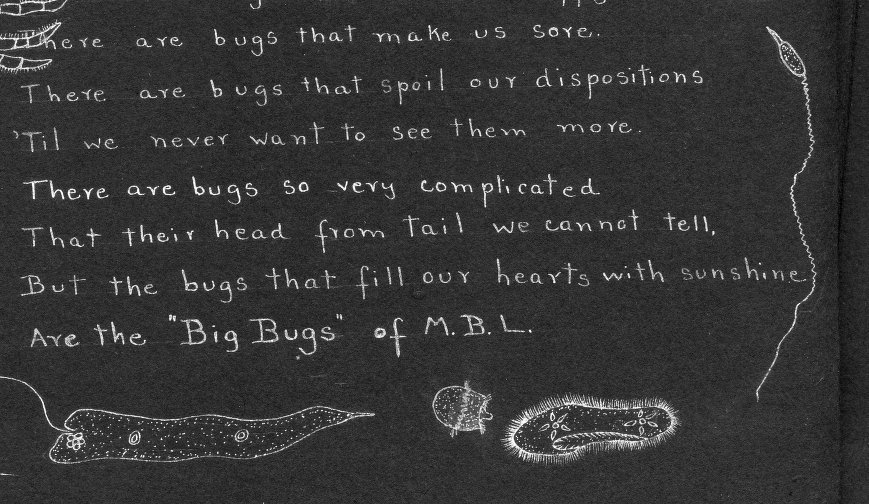 There are bugs that make us sore.
There are bugs that spoil our dispositions
'Til we never want to see them more.
There are bugs so very complicated
That their head from tail we cannot tell,
But the bugs that fill our hearts with sunshine
Are the "Big Bugs" of M.B.L.